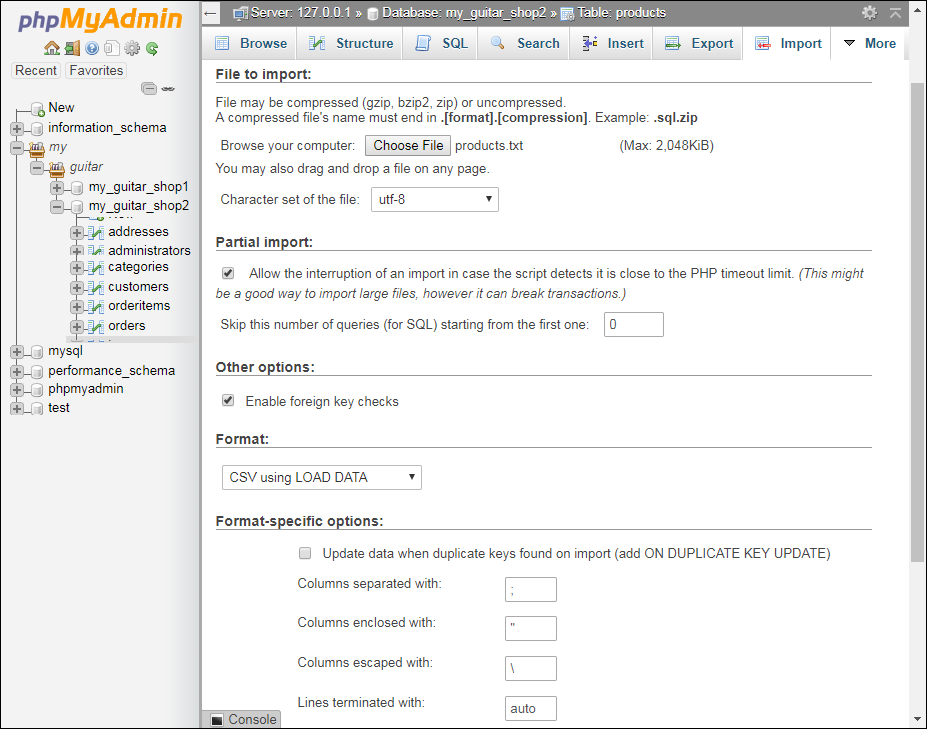 phpMyAdmin
Recent Favorites
New
information_schema
my
guitar
my_guitar_shop1
my_guitar_shop2
addresses
administrators
categories
customers
orderitems
orders
mysql
performance_schema
phpmyadmin
test
Server: 127.0.0.1 » Database: my_guitar_shop2 » Table: products
Browse Structure SQL Search Insert Export Import More
File to import:
File may be compressed (gzip, bzip2, zip) or uncompressed.
A compressed file's name must end in .[format].[compression]. Example: .sql.zip
Browse your computer: Choose File products.txt (Max: 2,048KiB)
You may also drag and drop a file on any page.
Character set of the file: utf-8
Partial import:
Allow the interruption of an import in case the script detects it is close to the PHP timeout limit. (This might
be a good way to import large files, however it can break transactions.)
Skip this number of queries (for SQL) starting from the first one: 0
Other options:
Enable foreign key checks
Format:
CSV using LOAD DATA
Format-specific options:
Update data when duplicate keys found on import (add ON DUPLICATE KEY UPDATE)
Columns separated with: ;
Columns enclosed with: "
Columns escaped with: \
Lines terminated with: auto
Console